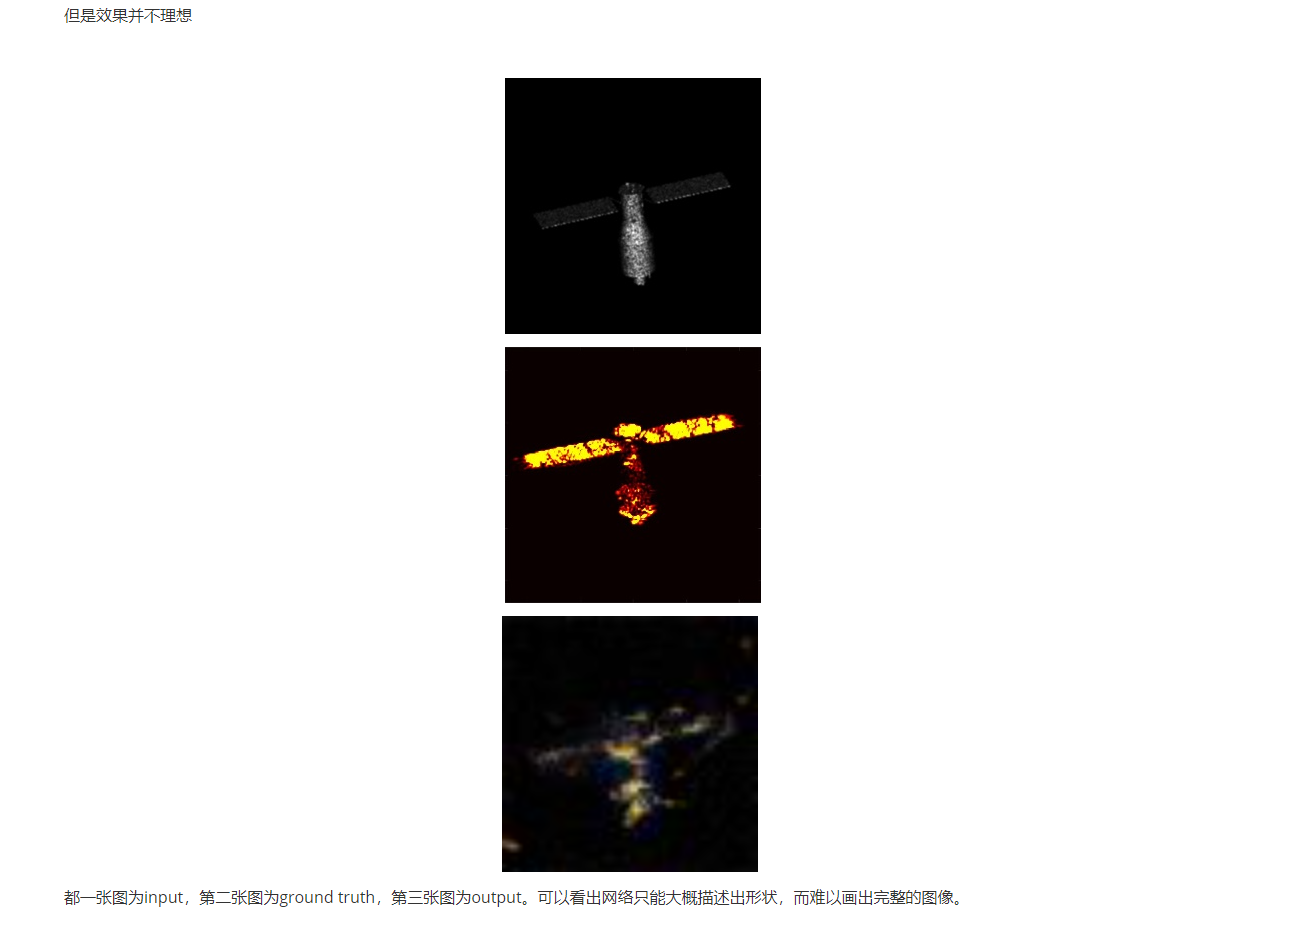 但是效果并不理想
都一张图为input，第二张图为ground truth，第三张图为output。可以看出网络只能大概描述出形状，而难以画出完整的图像。